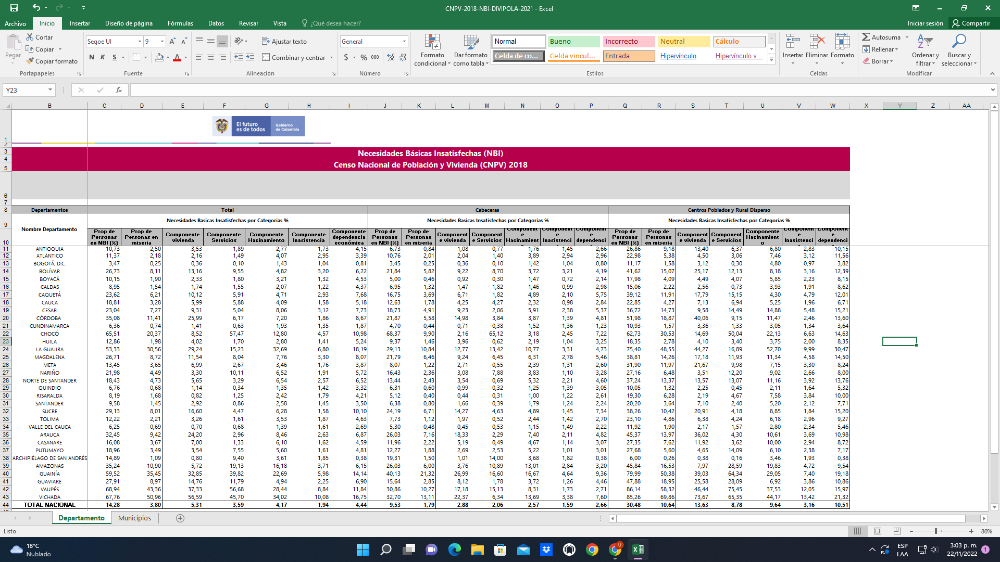 CNPV-2018-NBI-DIVIPOLA-2021 - Excel
Archivo Inicio Insertar Diseño de página Fórmulas Datos Revisar Vista ¿Qué desea hacer? Iniciar sesión Compartir
Pegar
Cortar
Copiar
Copiar formato
Portapapeles
Segoe UI 9
N K S
Fuente
Ajustar texto
Combinar y centrar
Alineación
General
$ % 000
Número
Formato condicional
Dar formato como tabla
Normal Bueno Incorrecto Neutral Cálculo
Celda de co... Celda vincul... Entrada Hipervínculo Hipervínculo v...
Estilos
Insertar Eliminar Formato
Celdas
Autosuma
Rellenar
Borrar
Ordenar y filtrar
Buscar y seleccionar
Modificar
Y23 fx
B C D E F G H I J K L M N O P Q R S T U V W X Y Z AA
El futuro es de todos Gobierno de Colombia
1
2
3 Necesidades Básicas Insatisfechas (NBI)
4
5 Censo Nacional de Población y Vivienda (CNPV) 2018
6
7
8 Departamentos Total Cabeceras Centros Poblados y Rural Disperso
9 Nombre Departamento Necesidades Basicas Insatisfechas por Categorias % Necesidades Basicas Insatisfechas por Categorias % Necesidades Basicas Insatisfechas por Categorias %
10 Prop de Personas en NBI (%) Prop de Personas en miseria Componente vivienda Componente Servicios Componente Hacinamiento Componente Inasistencia Componente dependencia económica Prop de Personas en NBI (%) Prop de Personas en miseria Component e vivienda Component e Servicios Component e Hacinamient Component e Inasistenci Component e dependenci Prop de Personas en NBI (%) Prop de Personas en miseria Component e vivienda Component e Servicios Componente Hacinamient o Component e Inasistenci Component e dependenci
11 ANTIOQUIA 10,73 2,50 3,53 1,89 2,77 1,73 4,15 6,73 0,84 1,08 0,77 1,76 1,45 2,66 26,86 9,18 13,40 6,37 6,80 2,83 10,15
12 ATLÁNTICO 11,37 2,18 2,16 1,49 4,07 2,95 3,39 10,76 2,01 2,04 1,40 3,89 2,94 2,96 22,98 5,38 4,50 3,06 7,46 3,12 11,56
13 BOGOTÁ, D.C. 3,47 0,25 0,36 0,10 1,43 1,04 0,81 3,45 0,25 0,36 0,10 1,42 1,04 0,80 11,17 1,58 3,12 0,30 4,80 0,97 3,82
14 BOLÍVAR 26,73 8,11 13,16 9,55 4,82 3,20 6,22 21,84 5,82 9,22 8,70 3,72 3,21 4,19 41,62 15,07 25,17 12,13 8,18 3,16 12,39
15 BOYACÁ 10,15 1,90 2,33 1,80 3,21 1,32 4,53 5,00 0,46 0,92 0,30 1,47 0,72 2,14 17,98 4,09 4,49 4,07 5,85 2,23 8,15
16 CALDAS 8,95 1,54 1,74 1,55 2,07 1,22 4,37 6,95 1,32 1,47 1,82 1,46 0,99 2,98 15,06 2,22 2,56 0,73 3,93 1,91 8,62
17 CAQUETÁ 23,62 6,21 10,12 5,91 4,71 2,93 7,68 16,75 3,69 6,71 1,82 4,89 2,10 5,75 39,12 11,91 17,79 15,15 4,30 4,79 12,01
18 CAUCA 18,81 3,28 5,99 5,88 4,09 1,58 5,18 12,63 1,78 4,25 4,27 2,32 0,98 2,84 22,85 4,27 7,13 6,94 5,25 1,96 6,71
19 CESAR 23,04 7,27 9,31 5,04 8,06 3,12 7,73 18,73 4,91 9,23 2,06 5,91 2,38 5,37 36,72 14,73 9,58 14,49 14,88 5,48 15,21
20 CÓRDOBA 35,08 11,41 25,99 6,17 7,20 1,86 8,67 21,87 5,58 14,98 3,84 3,87 1,39 4,81 51,98 18,87 40,06 9,15 11,47 2,46 13,60
21 CUNDINAMARCA 6,36 0,74 1,41 0,63 1,93 1,35 1,87 4,70 0,44 0,71 0,38 1,52 1,36 1,23 10,93 1,57 3,36 1,33 3,05 1,34 3,64
22 CHOCÓ 65,51 20,37 8,52 57,47 12,80 4,57 10,98 68,37 9,90 2,16 65,12 3,18 2,45 7,22 62,73 30,53 14,69 50,04 22,13 6,63 14,63
23 HUILA 12,86 1,98 4,02 1,70 2,80 1,41 5,24 9,37 1,46 3,96 0,62 2,19 1,04 3,25 18,35 2,78 4,10 3,40 3,75 2,00 8,35
24 LA GUAJIRA 53,33 30,56 29,24 15,23 32,69 6,80 18,19 29,13 10,84 12,77 13,42 10,77 3,31 4,73 75,40 48,55 44,27 16,89 52,70 9,99 30,47
25 MAGDALENA 26,71 8,72 11,54 8,04 7,76 3,30 8,07 21,79 6,46 9,24 6,45 6,31 2,78 5,46 38,81 14,26 17,18 11,93 11,34 4,58 14,50
26 META 13,45 3,65 6,99 2,67 3,46 1,76 3,87 8,07 1,22 2,71 0,55 2,39 1,31 2,60 31,90 11,97 21,67 9,98 7,15 3,30 8,24
27 NARIÑO 21,98 4,49 3,30 10,11 6,52 1,91 5,72 16,43 2,36 3,08 7,88 3,83 1,10 3,28 27,16 6,48 3,51 12,20 9,02 2,66 8,00
28 NORTE DE SANTANDER 18,43 4,73 5,65 3,29 6,54 2,57 6,52 13,44 2,43 3,54 0,69 5,32 2,21 4,60 37,24 13,37 13,57 13,07 11,16 3,92 13,76
29 QUINDIO 6,76 0,68 1,14 0,34 1,35 1,42 3,32 6,31 0,60 0,99 0,32 1,25 1,39 3,05 10,05 1,32 2,25 0,45 2,11 1,64 5,32
30 RISARALDA 8,19 1,68 0,82 1,25 2,42 1,79 4,21 5,12 0,40 0,44 0,31 1,00 1,22 2,61 19,30 6,28 2,19 4,67 7,58 3,84 10,00
31 SANTANDER 9,58 1,45 2,92 0,86 2,58 1,45 3,50 6,38 0,80 1,66 0,39 1,79 1,24 2,24 20,20 3,64 7,10 2,40 5,20 2,12 7,71
32 SUCRE 29,13 8,01 16,60 4,47 6,28 1,58 10,10 24,19 6,71 14,27 4,63 4,89 1,45 7,34 38,26 10,42 20,91 4,18 8,85 1,84 15,20
33 TOLIMA 12,22 2,21 3,26 1,61 3,53 1,87 4,63 7,73 1,12 1,97 0,52 2,44 1,42 2,70 23,10 4,86 6,38 4,24 6,18 2,96 9,27
34 VALLE DEL CAUCA 6,25 0,69 0,70 0,68 1,39 1,61 2,69 5,30 0,48 0,45 0,53 1,15 1,49 2,22 11,92 1,90 2,17 1,57 2,80 2,34 5,46
35 ARAUCA 32,45 9,42 24,20 2,96 8,46 2,63 6,87 26,03 7,16 18,33 2,29 7,40 2,11 4,82 45,37 13,97 36,02 4,30 10,61 3,69 10,98
36 CASANARE 16,08 3,67 7,00 1,33 6,10 1,62 4,59 11,96 2,22 5,19 0,49 4,67 1,14 3,07 27,35 7,62 11,92 3,62 10,00 2,94 8,72
37 PUTUMAYO 18,96 3,49 3,54 7,55 5,60 1,61 4,81 12,27 1,88 2,69 2,53 5,22 1,01 3,01 27,68 5,60 4,65 14,09 6,10 2,38 7,17
38 ARCHIPIÉLAGO DE SAN ANDRÉS 14,89 1,09 0,80 9,40 3,61 1,85 0,38 19,31 1,50 1,01 14,00 3,68 1,82 0,38 6,00 0,26 0,38 0,16 3,46 1,93 0,38
39 AMAZONAS 35,24 10,90 5,72 19,13 16,18 3,71 6,15 26,03 6,00 3,76 10,89 13,01 2,84 3,20 45,84 16,53 7,97 28,59 19,83 4,72 9,54
40 GUAINÍA 59,52 35,45 32,85 39,82 22,69 5,98 14,14 40,13 21,32 26,99 16,60 16,67 4,64 9,36 79,99 50,38 39,03 64,34 29,05 7,40 19,18
41 GUAVIARE 27,91 8,97 14,76 11,79 4,94 2,25 6,90 15,64 2,85 8,12 1,78 3,72 1,26 4,46 47,88 18,95 25,58 28,09 6,92 3,86 10,86
42 VAUPÉS 68,94 43,36 37,33 56,68 28,44 8,84 11,84 30,86 10,27 17,18 15,13 8,31 1,73 2,71 86,14 58,32 46,44 75,45 37,53 12,05 15,97
43 VICHADA 67,76 50,96 56,59 45,70 34,02 10,08 16,75 32,70 13,11 22,37 6,34 13,69 3,38 7,60 85,26 69,86 73,67 65,35 44,17 13,42 21,32
44 TOTAL NACIONAL 14,28 3,80 5,31 3,59 4,17 1,94 4,44 9,53 1,79 2,88 2,06 2,57 1,59 2,66 30,48 10,64 13,63 8,78 9,64 3,16 10,51
Departamento Municipios
Listo 80%
18°C
Nublado
ESP
LAA
3:03 p. m.
22/11/2022
1